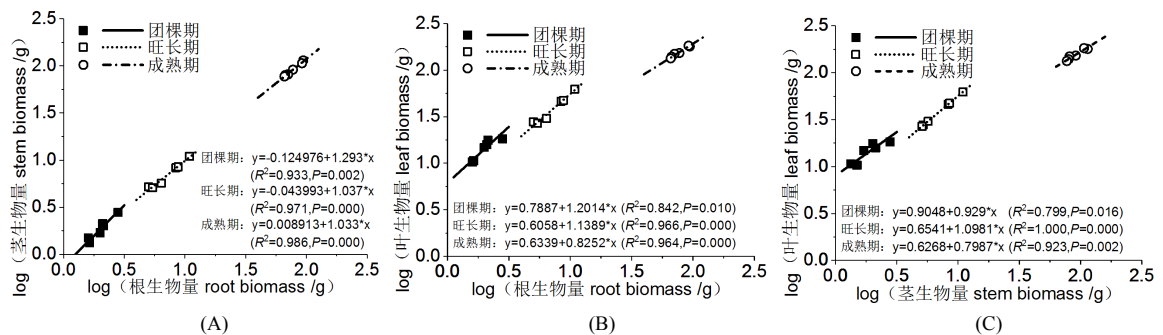 log（茎生物量 stem biomass /g）
2.5
2.0
1.5
1.0
0.5
0.0
团棵期
旺长期
成熟期
团棵期：y=-0.124976+1.293*x
(R²=0.933,P=0.002)
旺长期：y=-0.043993+1.037*x
(R²=0.971,P=0.000)
成熟期：y=0.008913+1.033*x
(R²=0.986,P=0.000)
0.0 0.5 1.0 1.5 2.0 2.5
log（根生物量 root biomass /g）
(A)
log（叶生物量 leaf biomass /g）
2.5
2.0
1.5
1.0
0.5
0.0
团棵期
旺长期
成熟期
团棵期：y=0.7887+1.2014*x (R²=0.842,P=0.010)
旺长期：y=0.6058+1.1389*x (R²=0.966,P=0.000)
成熟期：y=0.6339+0.8252*x (R²=0.964,P=0.000)
0.0 0.5 1.0 1.5 2.0 2.5
log（根生物量 root biomass /g）
(B)
log（叶生物量 leaf biomass /g）
2.5
2.0
1.5
1.0
0.5
0.0
团棵期
旺长期
成熟期
团棵期：y=0.9048+0.929*x (R²=0.799,P=0.016)
旺长期：y=0.6541+1.0981*x (R²=1.000,P=0.000)
成熟期：y=0.6268+0.7987*x (R²=0.923,P=0.002)
0.0 0.5 1.0 1.5 2.0 2.5
log（茎生物量 stem biomass /g）
(C)